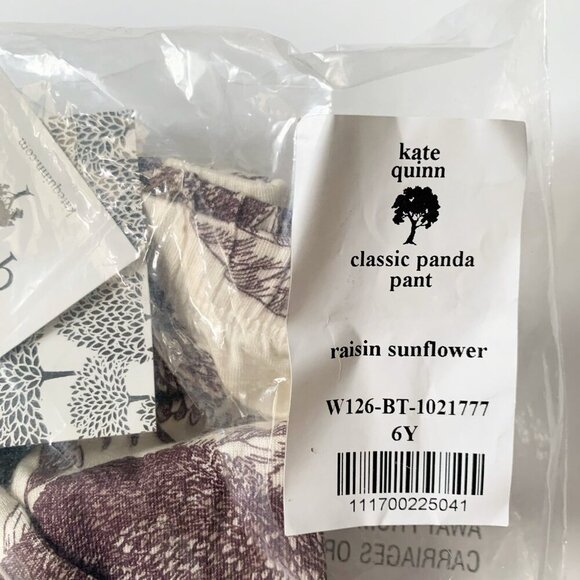 kate
quinn
classic panda
pant
raisin sunflower
W126-BT-1021777
6Y
111700225041
CARRIAGES OR